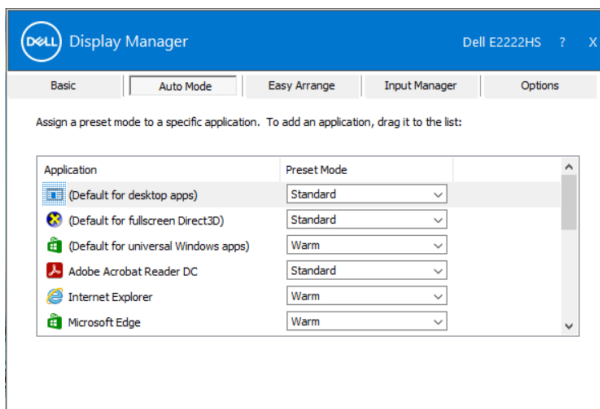 DELL Display Manager Dell E2222HS ? X
Basic Auto Mode Easy Arrange Input Manager Options
Assign a preset mode to a specific application. To add an application, drag it to the list:
Application Preset Mode
(Default for desktop apps) Standard
(Default for fullscreen Direct3D) Standard
(Default for universal Windows apps) Warm
Adobe Acrobat Reader DC Standard
Internet Explorer Warm
Microsoft Edge Warm